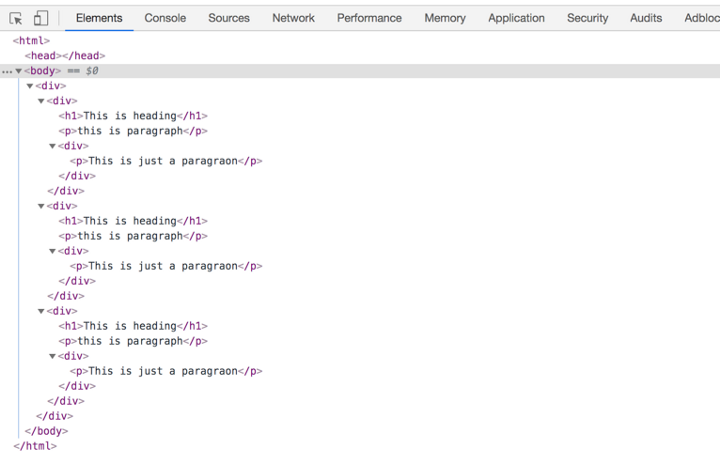 Elements Console Sources Network Performance Memory Application Security Audits Adbloc
<html>
<head></head>
… <body> == $0
<div>
<div>
<h1>This is heading</h1>
<p>this is paragraph</p>
<div>
<p>This is just a paragraon</p>
</div>
</div>
<div>
<h1>This is heading</h1>
<p>this is paragraph</p>
<div>
<p>This is just a paragraon</p>
</div>
</div>
<div>
<h1>This is heading</h1>
<p>this is paragraph</p>
<div>
<p>This is just a paragraon</p>
</div>
</div>
</div>
</body>
</html>